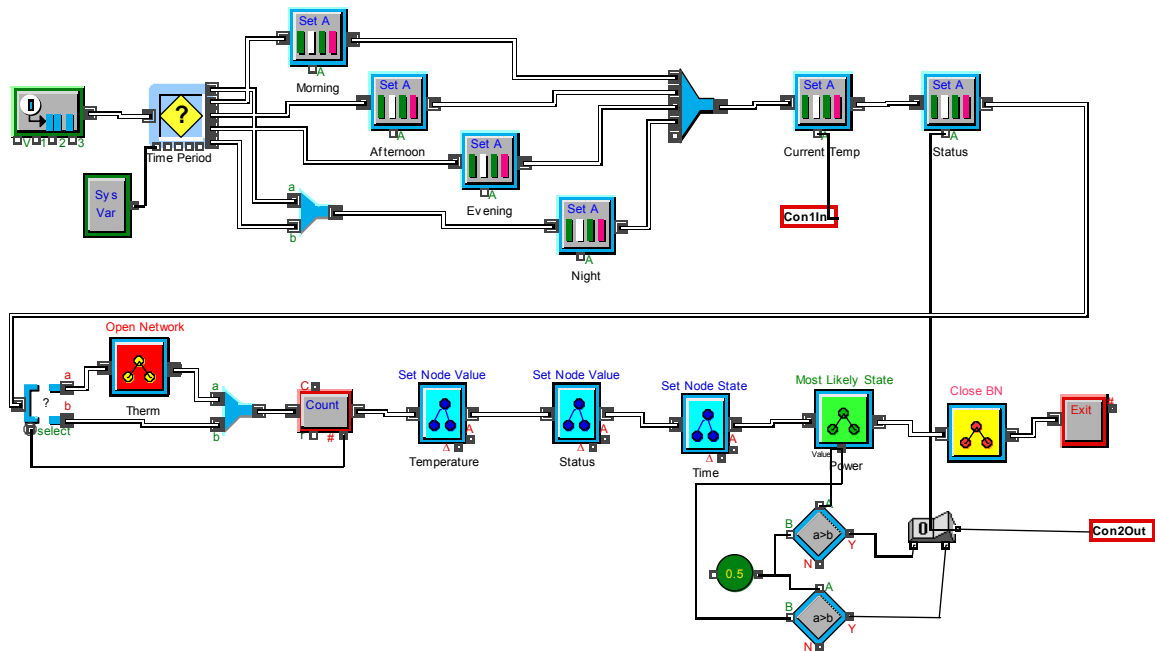 Set A
A
Morning
Set A
A
Afternoon
Set A
A
Evening
Set A
A
Night
0
V 1 2 3
?
Time Period
Sys
Var
a
b
Set A
Current Temp
Set A
A
Status
Con1In
Open Network
Therm
a
?
b
select
a
b
C
Count
r
#
Set Node Value
A
Δ
Temperature
Set Node Value
A
Δ
Status
Set Node State
A
Δ
Time
Most Likely State
Value
Power
Close BN
Exit
#
A
B
a>b
Y
N
0.5
A
B
a>b
Y
N
0
Con2Out